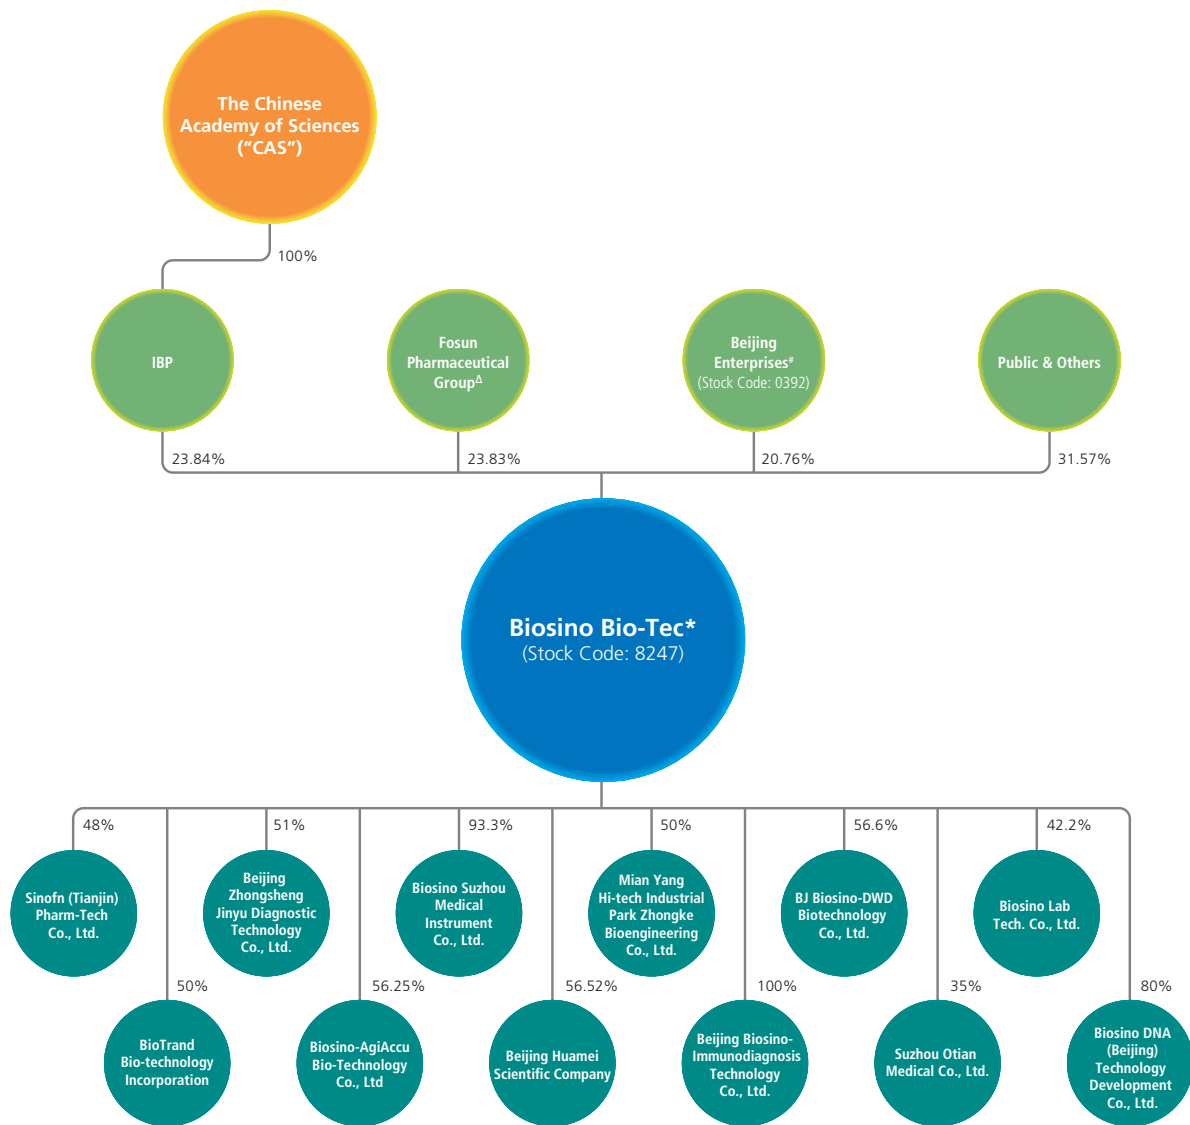 The Chinese
Academy of Sciences
(“CAS”)
100%
IBP
Fosun
Pharmaceutical
GroupΔ
Beijing
Enterprises#
(Stock Code: 0392)
Public & Others
23.84%
23.83%
20.76%
31.57%
Biosino Bio-Tec*
(Stock Code: 8247)
48%
51%
93.3%
50%
56.6%
42.2%
Sinofn (Tianjin)
Pharm-Tech
Co., Ltd.
Beijing
Zhongsheng
Jinyu Diagnostic
Technology
Co., Ltd.
Biosino Suzhou
Medical
Instrument
Co., Ltd.
Mian Yang
Hi-tech Industrial
Park Zhongke
Bioengineering
Co., Ltd.
BJ Biosino-DWD
Biotechnology
Co., Ltd.
Biosino Lab
Tech. Co., Ltd.
50%
56.25%
56.52%
100%
35%
80%
BioTrand
Bio-technology
Incorporation
Biosino-AgiAccu
Bio-Technology
Co., Ltd
Beijing Huamei
Scientific Company
Beijing Biosino-
Immunodiagnosis
Technology
Co., Ltd.
Suzhou Otian
Medical Co., Ltd.
Biosino DNA
(Beijing)
Technology
Development
Co., Ltd.